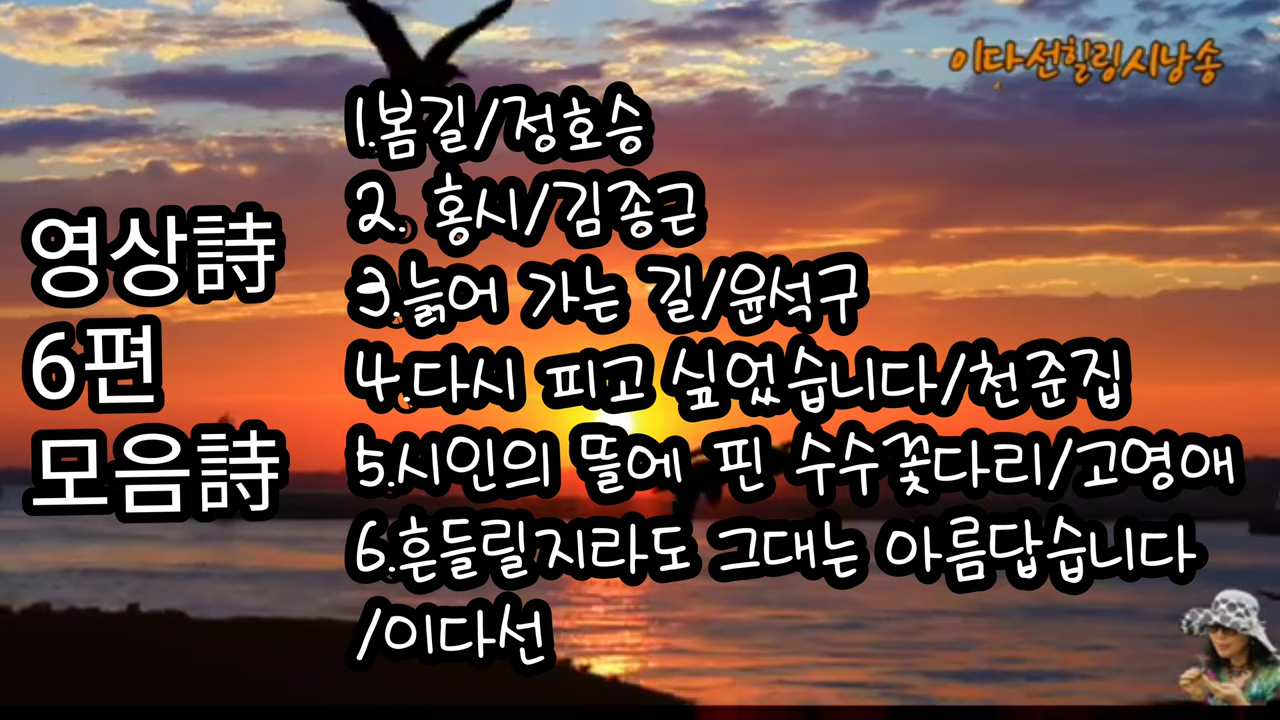 이다선힐링시낭송
영상詩
6편
모음詩
1.봄길/정호승
2. 홍시/김종근
3.늙어 가는 길/윤석구
4.다시 피고 싶었습니다/천준집
5.시인의 뜰에 핀 수수꽃다리/고영애
6.흔들릴지라도 그대는 아름답습니다
/이다선